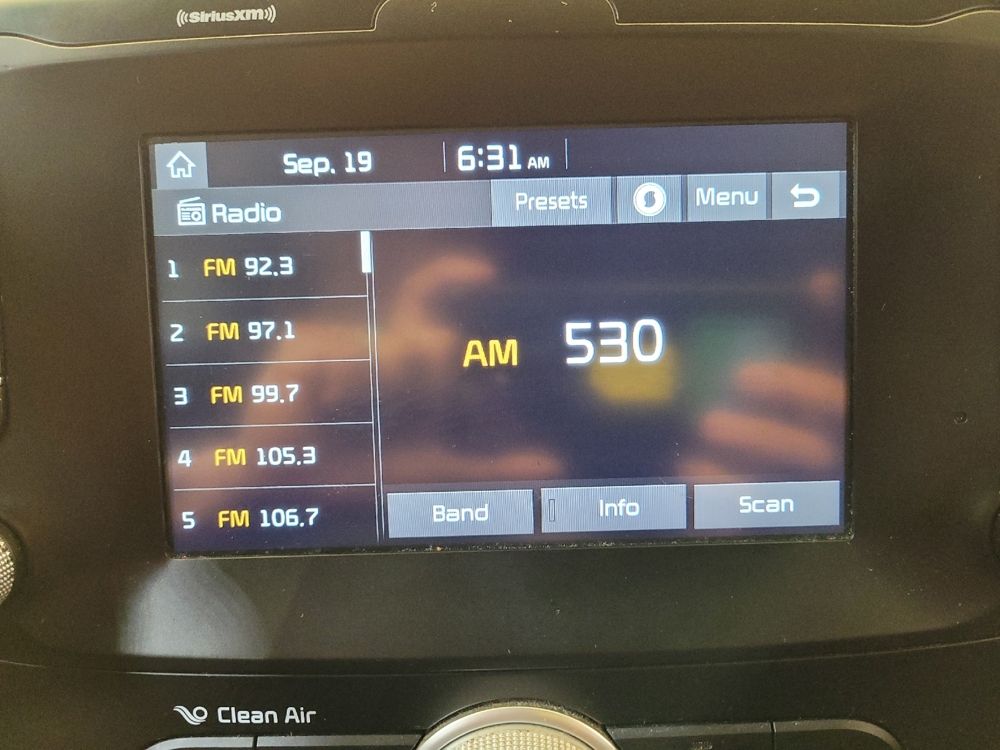 ((SiriusXM))
Sep. 19 6:31 AM
Radio Presets Menu
1 FM 92.3
2 FM 97.1
3 FM 99.7
4 FM 105.3
5 FM 106.7
AM 530
Band Info Scan
Clean Air